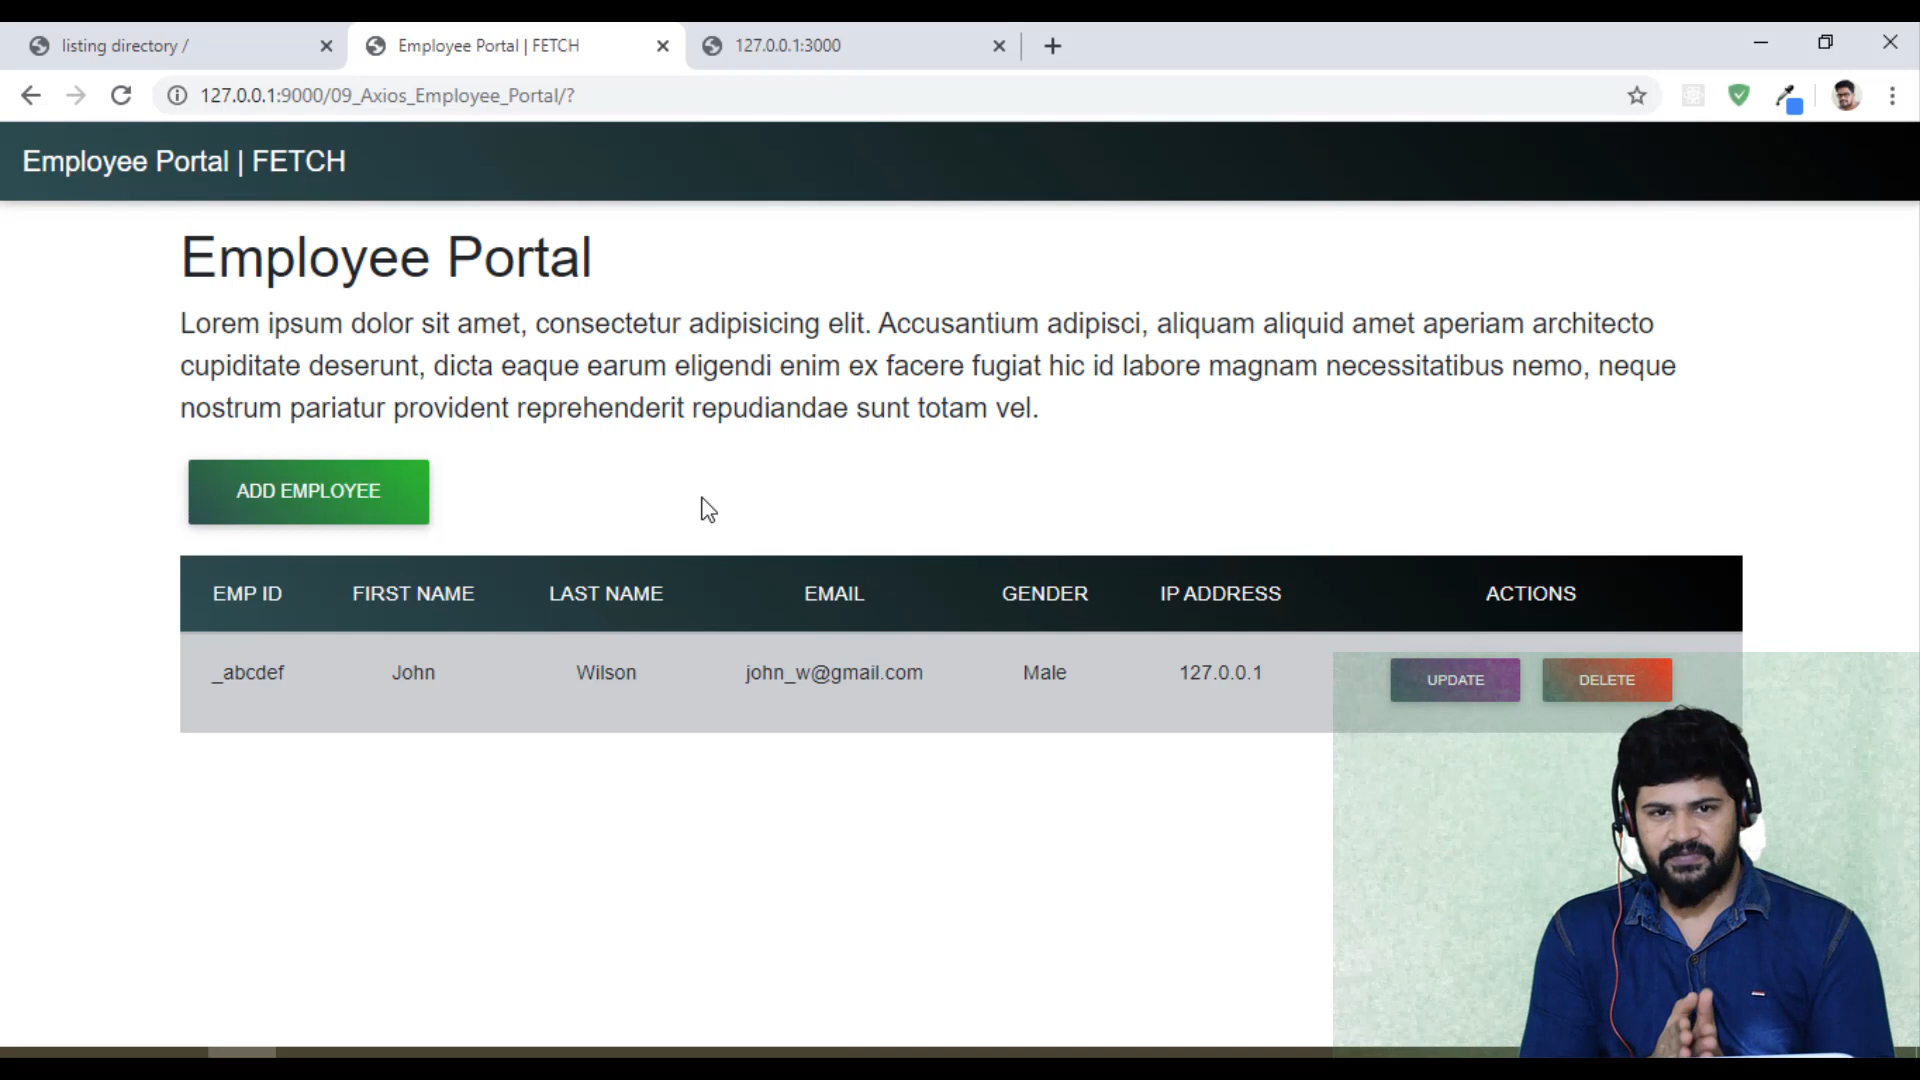 listing directory /
Employee Portal | FETCH
127.0.0.1:3000
127.0.0.1:9000/09_Axios_Employee_Portal/?
Employee Portal | FETCH
Employee Portal
Lorem ipsum dolor sit amet, consectetur adipisicing elit. Accusantium adipisci, aliquam aliquid amet aperiam architecto
cupiditate deserunt, dicta eaque earum eligendi enim ex facere fugiat hic id labore magnam necessitatibus nemo, neque
nostrum pariatur provident reprehenderit repudiandae sunt totam vel.
ADD EMPLOYEE
EMP ID FIRST NAME LAST NAME EMAIL GENDER IP ADDRESS ACTIONS
_abcdef John Wilson john_w@gmail.com Male 127.0.0.1 UPDATE DELETE